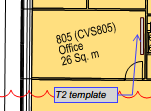 805 (CVS805)
Office
26 Sq. m
T2 template